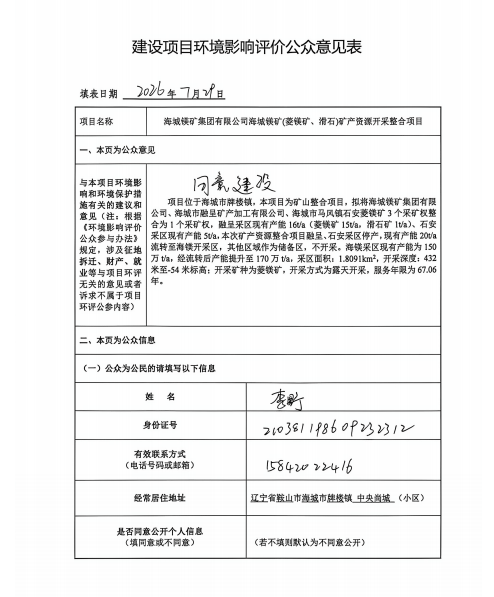 建设项目环境影响评价公众意见表
填表日期 2026年7月29日
项目名称
海城镁矿集团有限公司海城镁矿(菱镁矿、滑石)矿产资源开采整合项目
一、本页为公众意见
与本项目环境影
响和环境保护措
施有关的建议和
意见（注：根据
《环境影响评价
公众参与办法》
规定，涉及征地
拆迁、财产、就
业等与项目环评
无关的意见或者
诉求不属于项目
环评公参内容）
同意建设
项目位于海城市牌楼镇，本项目为矿山整合项目，拟将海城镁矿集团有限
公司、海城市融呈矿产加工有限公司、海城市马风镇石安菱镁矿 3 个采矿权整
合为 1 个采矿权，融呈采区现有产能 16t/a（菱镁矿 15t/a，滑石矿 1t/a）、石安
采区现有产能 5t/a，本次矿产资源整合项目融呈、石安采区停产，现有产能 20t/a
流转至海镁开采区，其他区域作为储备区，不开采。海镁采区现有产能为 150
万 t/a，经流转后产能提升至 170 万 t/a，采区面积：1.8091km²，开采深度：432
米至-54 米标高；开采矿种为菱镁矿，开采方式为露天开采，服务年限为 67.06
年。
二、本页为公众信息
（一）公众为公民的请填写以下信息
姓 名
身份证号
210381198609232312
有效联系方式
（电话号码或邮箱）
15842022416
经常居住地址
辽宁省鞍山市海城市牌楼镇 中央尚城 （小区）
是否同意公开个人信息
（填同意或不同意）
（若不填则默认为不同意公开）